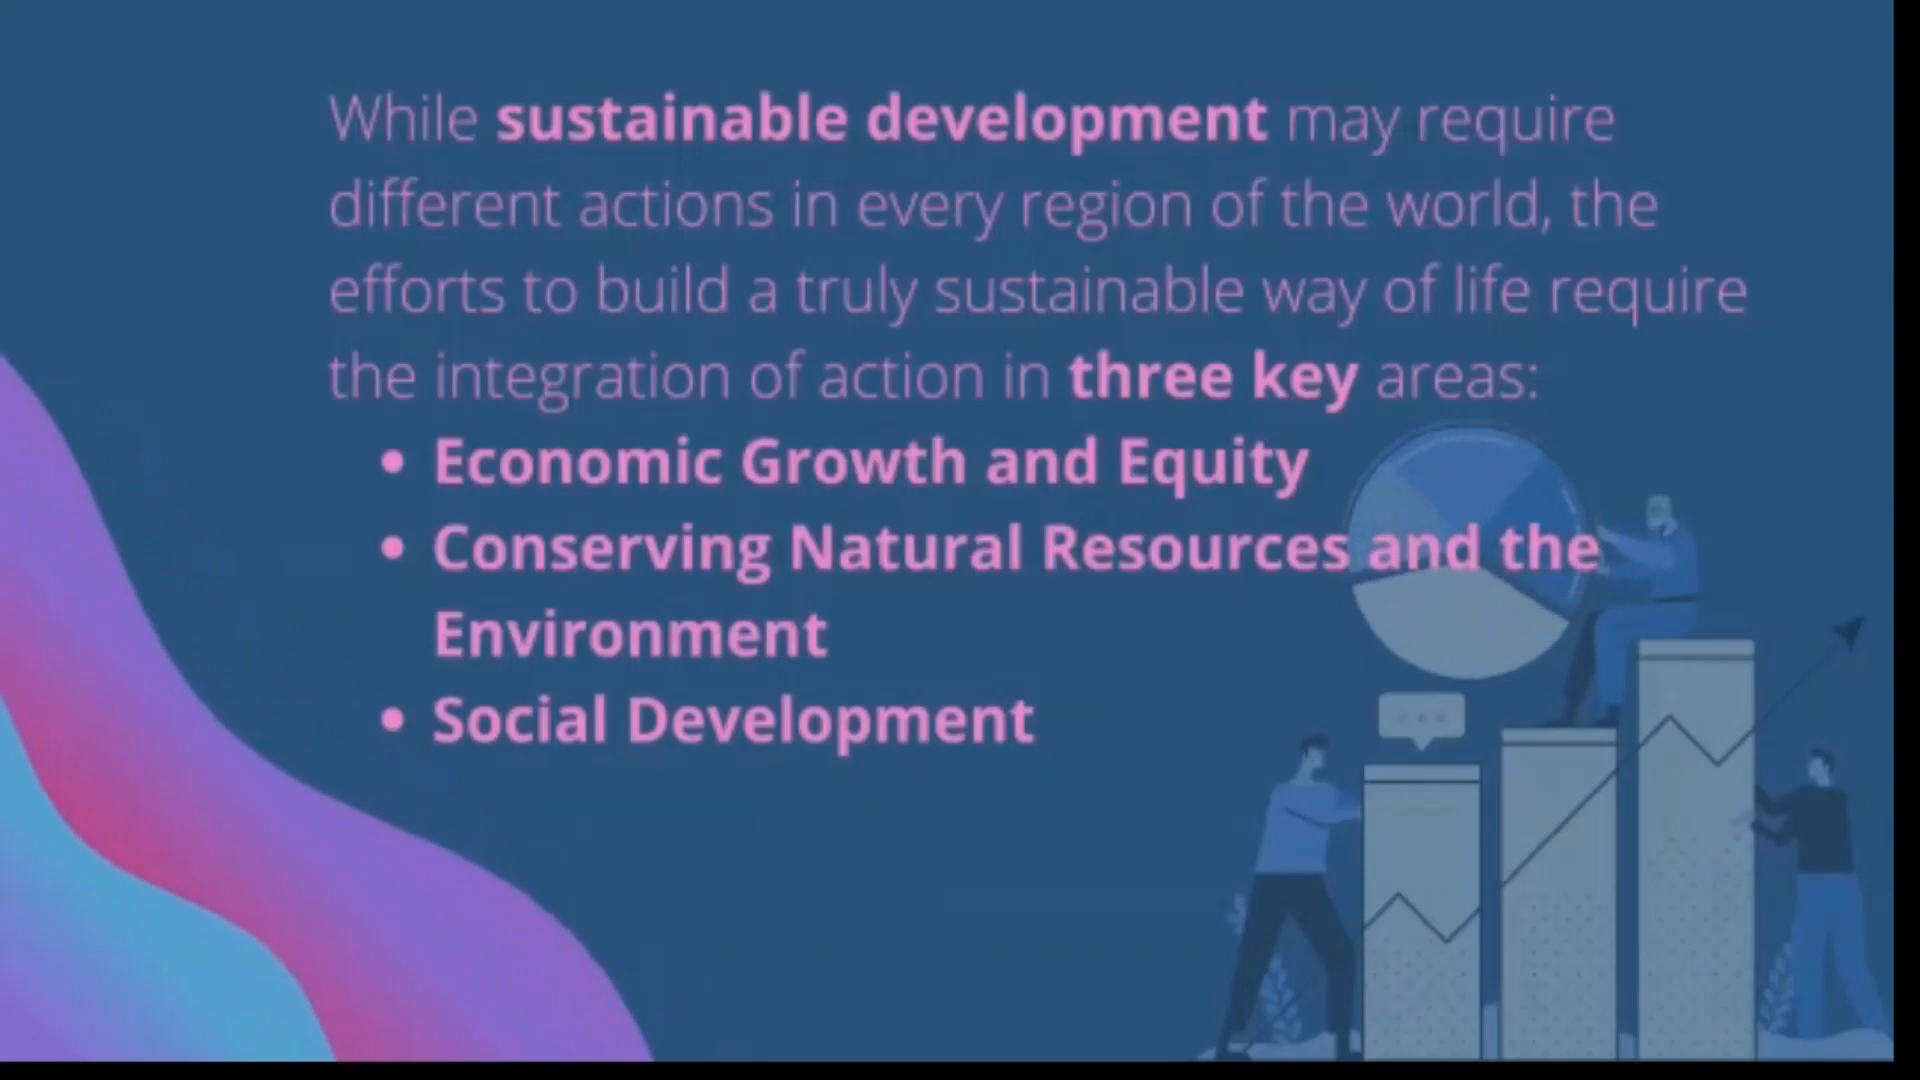 While sustainable development may require
different actions in every region of the world, the
efforts to build a truly sustainable way of life require
the integration of action in three key areas:
• Economic Growth and Equity
• Conserving Natural Resources and the
Environment
• Social Development